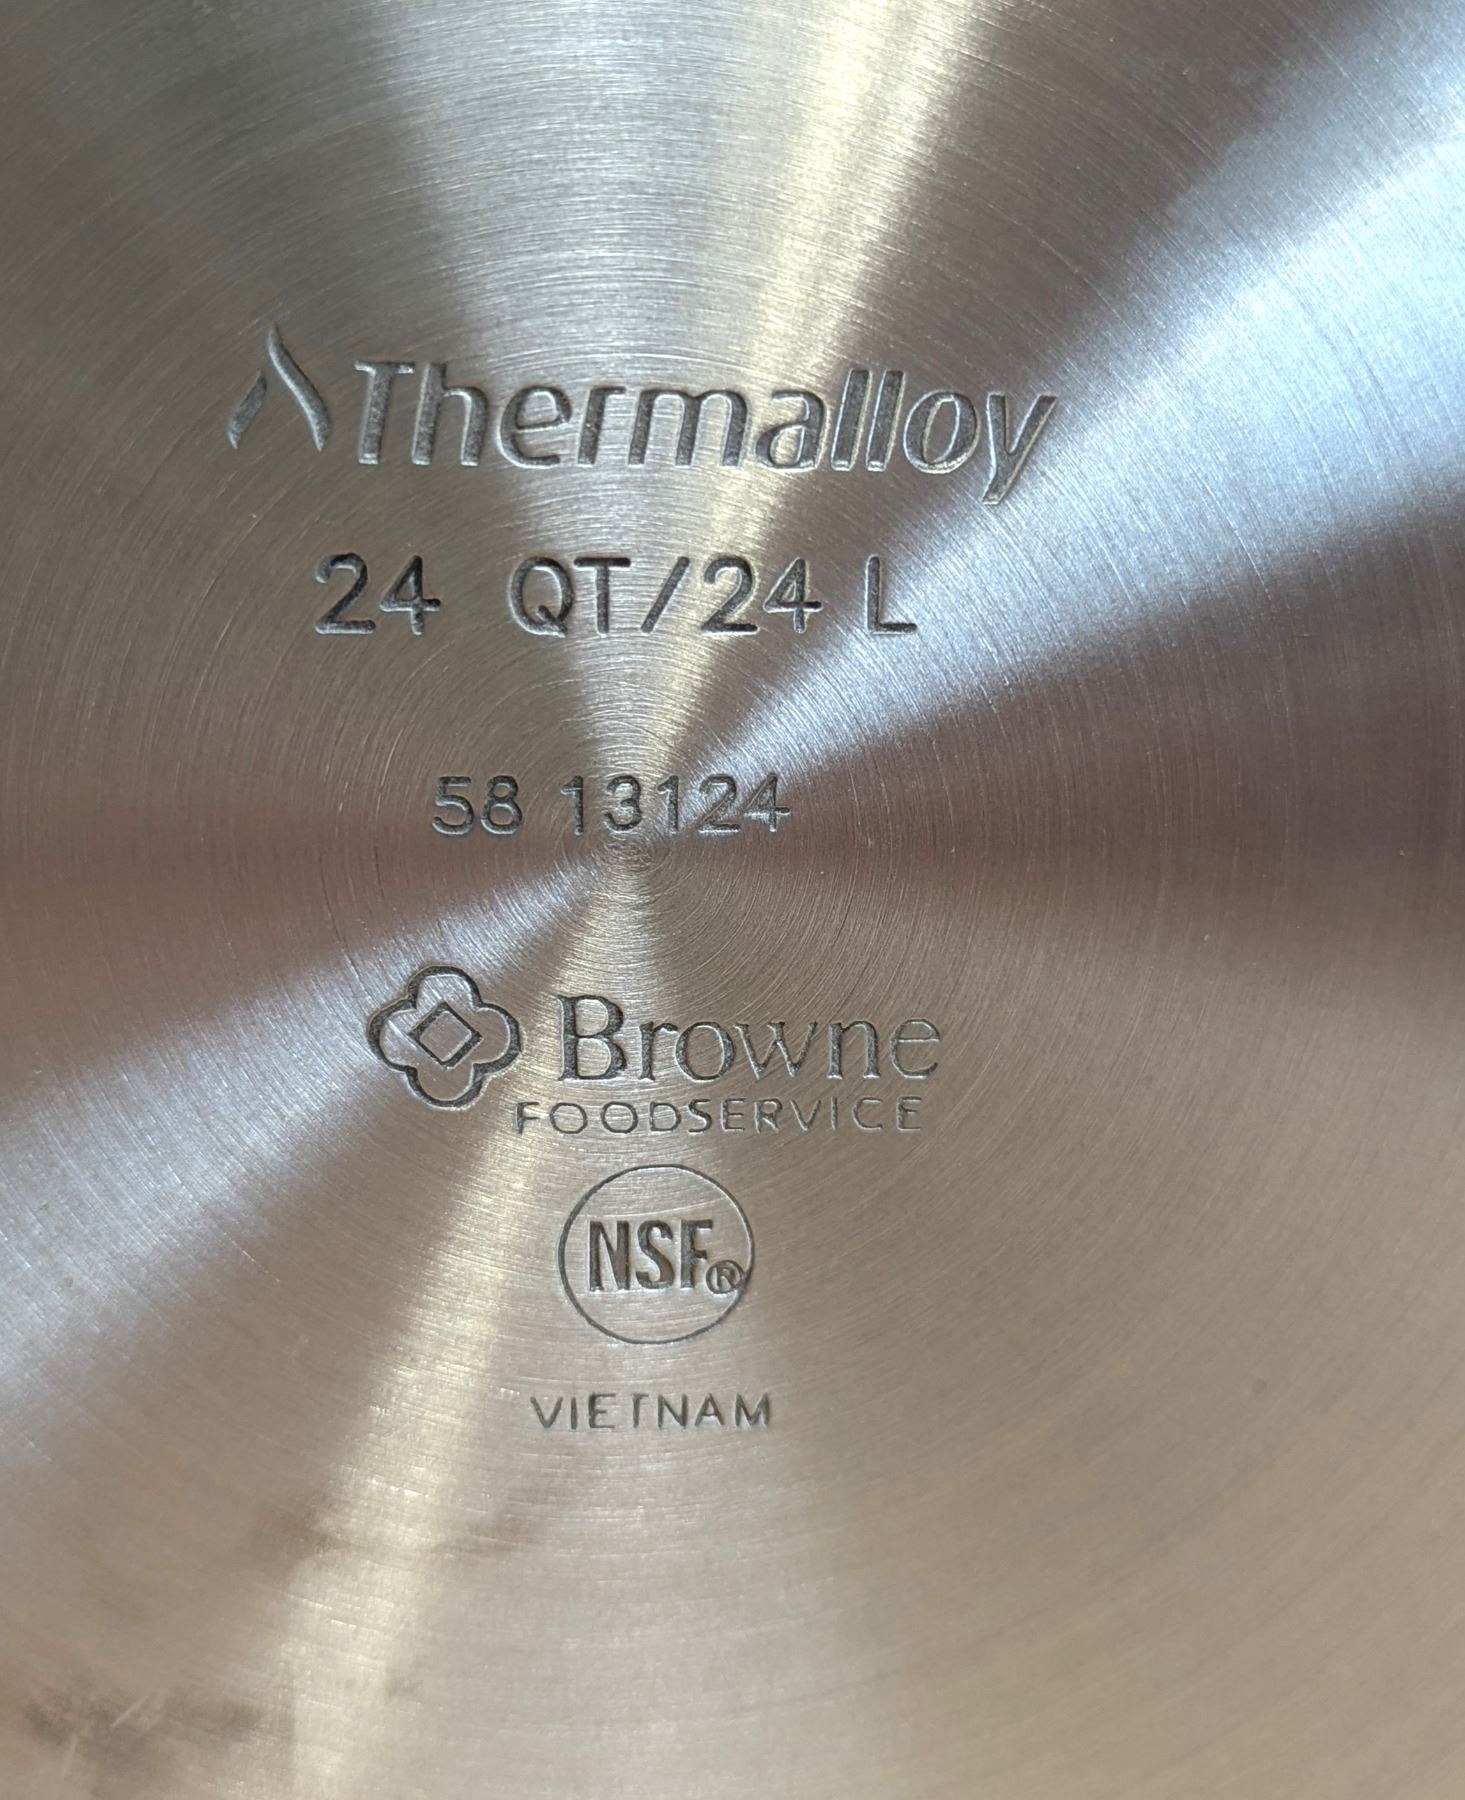 Thermalloy
24 QT/24 L
58 13124
Browne
FOODSERVICE
NSF®
VIETNAM